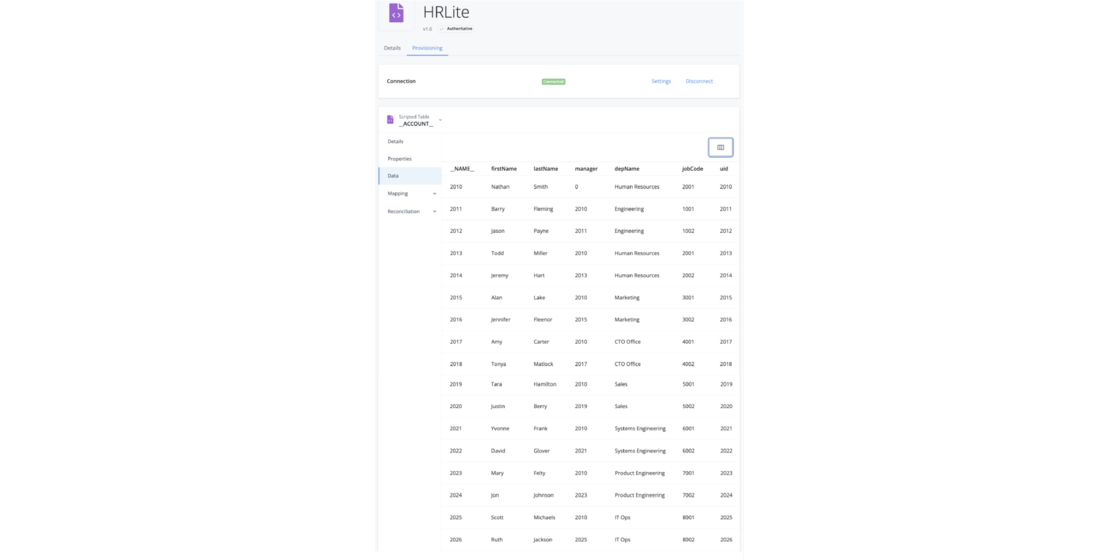 HRLite
v1.0 ✓ Authoritative
Details Provisioning
Connection Connected Settings Disconnect
Scripted Table
__ACCOUNT__
Details
Properties
Data
Mapping
Reconciliation
__NAME__ firstName lastName manager depName jobCode uid
2010 Nathan Smith 0 Human Resources 2001 2010
2011 Barry Fleming 2010 Engineering 1001 2011
2012 Jason Payne 2011 Engineering 1002 2012
2013 Todd Miller 2010 Human Resources 2001 2013
2014 Jeremy Hart 2013 Human Resources 2002 2014
2015 Alan Lake 2010 Marketing 3001 2015
2016 Jennifer Fleenor 2015 Marketing 3002 2016
2017 Amy Carter 2010 CTO Office 4001 2017
2018 Tonya Matlock 2017 CTO Office 4002 2018
2019 Tara Hamilton 2010 Sales 5001 2019
2020 Justin Berry 2019 Sales 5002 2020
2021 Yvonne Frank 2010 Systems Engineering 6001 2021
2022 David Glover 2021 Systems Engineering 6002 2022
2023 Mary Felty 2010 Product Engineering 7001 2023
2024 Jon Johnson 2023 Product Engineering 7002 2024
2025 Scott Michaels 2010 IT Ops 8001 2025
2026 Ruth Jackson 2025 IT Ops 8002 2026